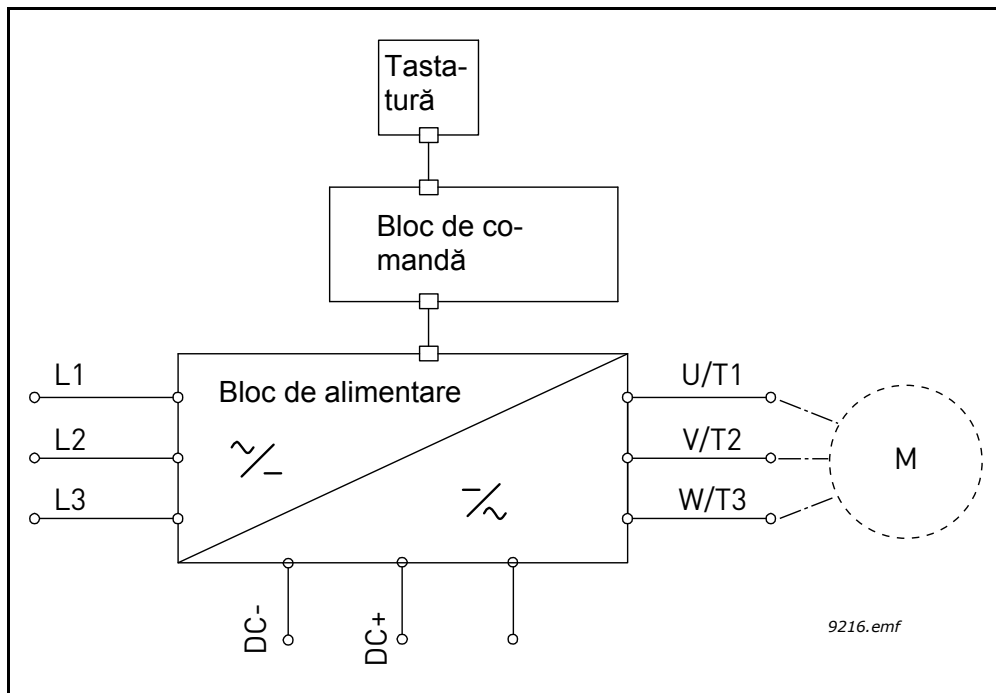 Tasta-
tură
Bloc de co-
mandă
Bloc de alimentare
L1
L2
L3
U/T1
V/T2
W/T3
M
DC-
DC+
9216.emf